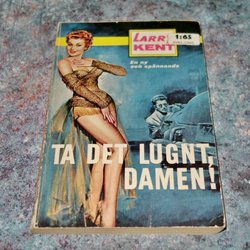 LARRY
KENT
1:65
En ny
och spännande
TA DET LUGNT,
DAMEN!